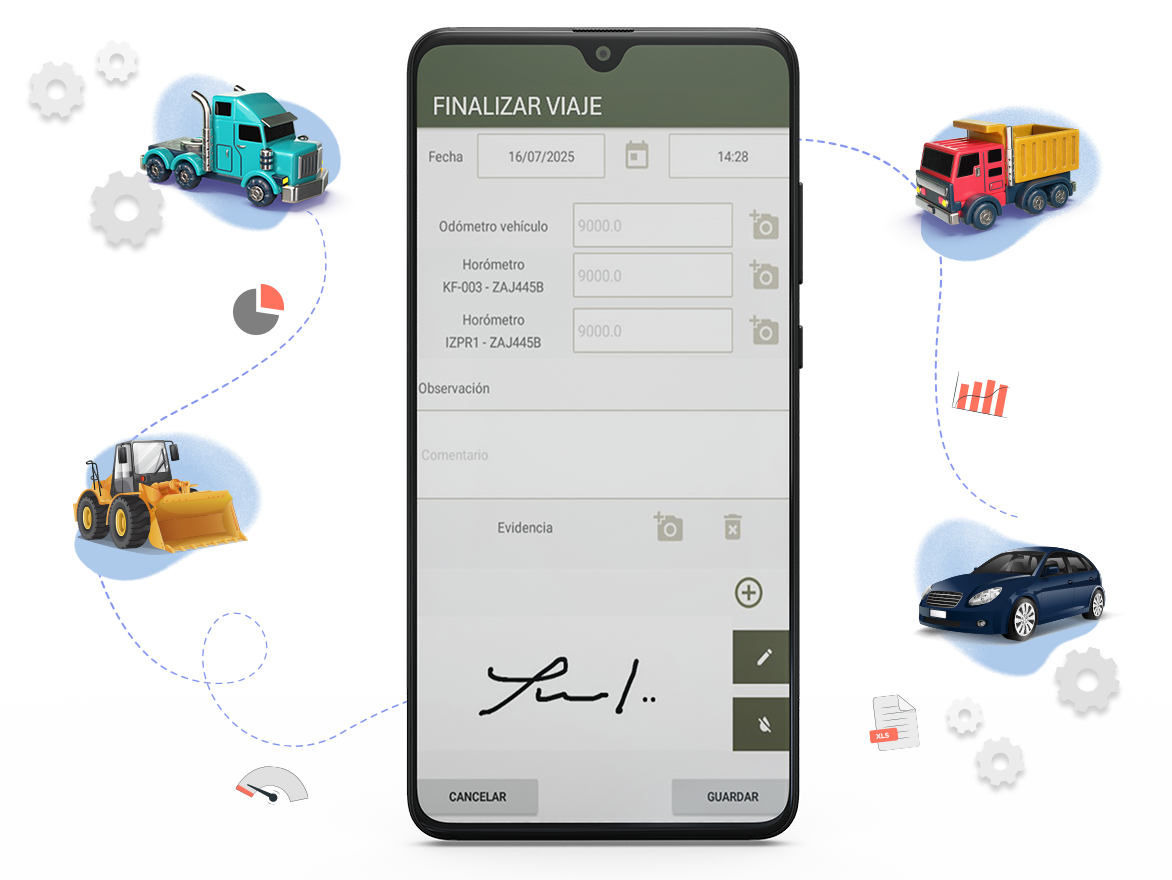 FINALIZAR VIAJE
Fecha 16/07/2025 14:28
Odómetro vehículo 9000.0
Horómetro
KF-003 - ZAJ445B 9000.0
Horómetro
IZPR1 - ZAJ445B 9000.0
Observación
Comentario
Evidencia
CANCELAR GUARDAR
XLS